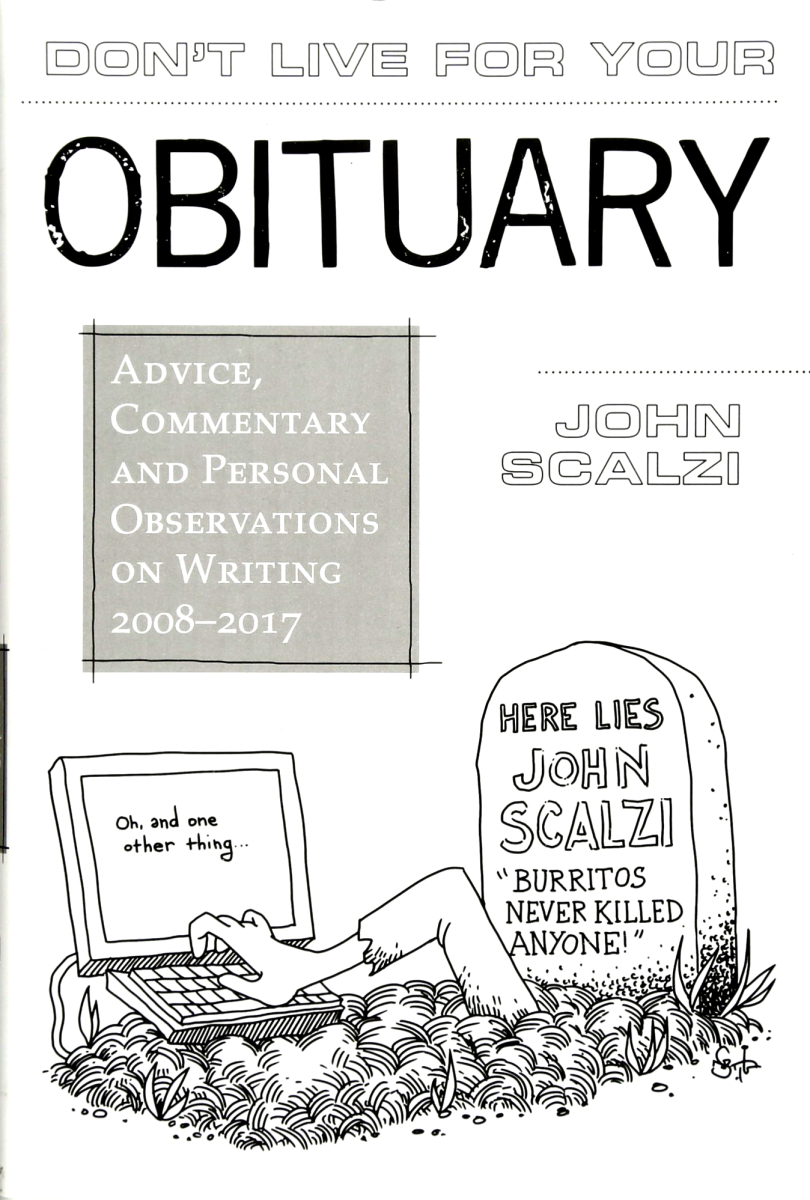 DON'T LIVE FOR YOUR
OBITUARY
ADVICE,
COMMENTARY
AND PERSONAL
OBSERVATIONS
ON WRITING
2008–2017
JOHN
SCALZI
HERE LIES
JOHN
SCALZI
"BURRITOS
NEVER KILLED
ANYONE!"
Oh, and one
other thing...